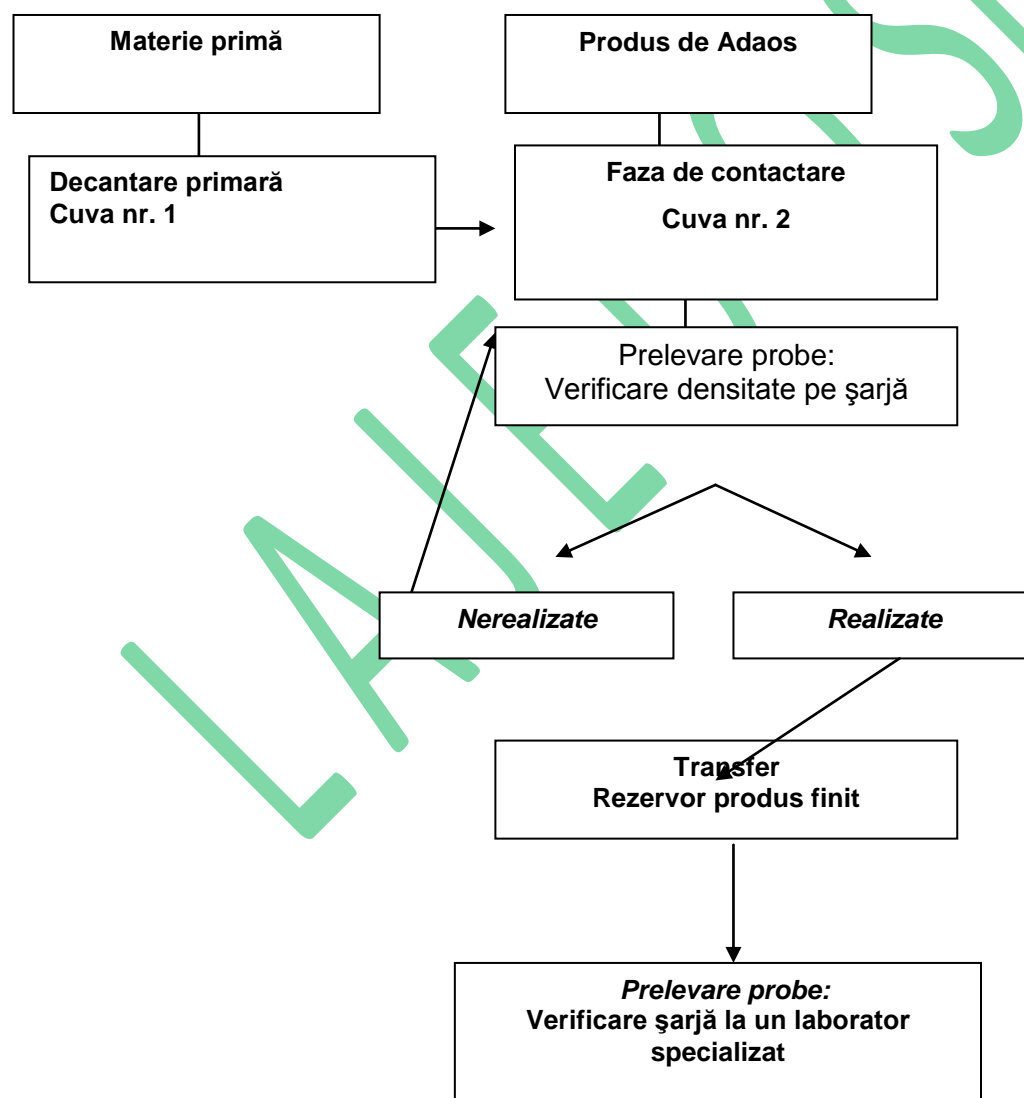 Materie primă
Produs de Adaos
Decantare primară
Cuva nr. 1
Faza de contactare
Cuva nr. 2
Prelevare probe:
Verificare densitate pe şarjă
Nerealizate
Realizate
Transfer
Rezervor produs finit
Prelevare probe:
Verificare şarjă la un laborator
specializat